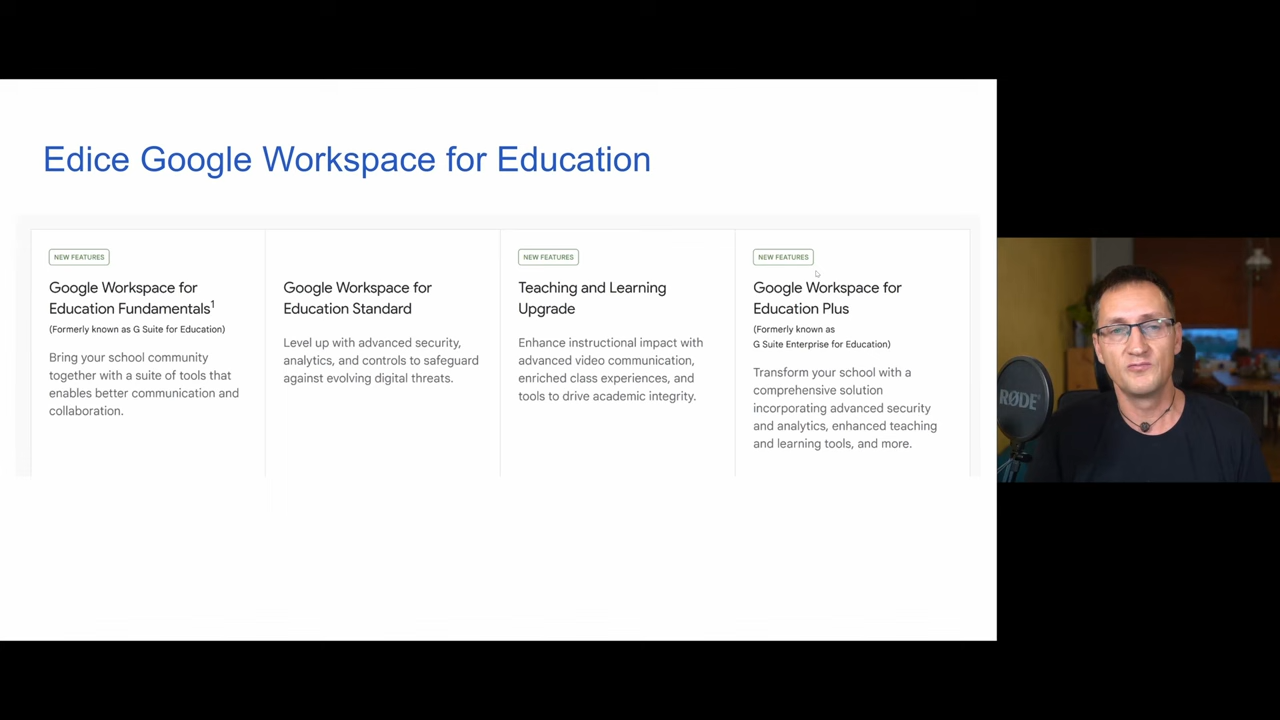 Edice Google Workspace for Education
NEW FEATURES
Google Workspace for
Education Fundamentals1
(Formerly known as G Suite for Education)
Bring your school community
together with a suite of tools that
enables better communication and
collaboration.
Google Workspace for
Education Standard
Level up with advanced security,
analytics, and controls to safeguard
against evolving digital threats.
NEW FEATURES
Teaching and Learning
Upgrade
Enhance instructional impact with
advanced video communication,
enriched class experiences, and
tools to drive academic integrity.
NEW FEATURES
Google Workspace for
Education Plus
(Formerly known as
G Suite Enterprise for Education)
Transform your school with a
comprehensive solution
incorporating advanced security
and analytics, enhanced teaching
and learning tools, and more.
RØDE